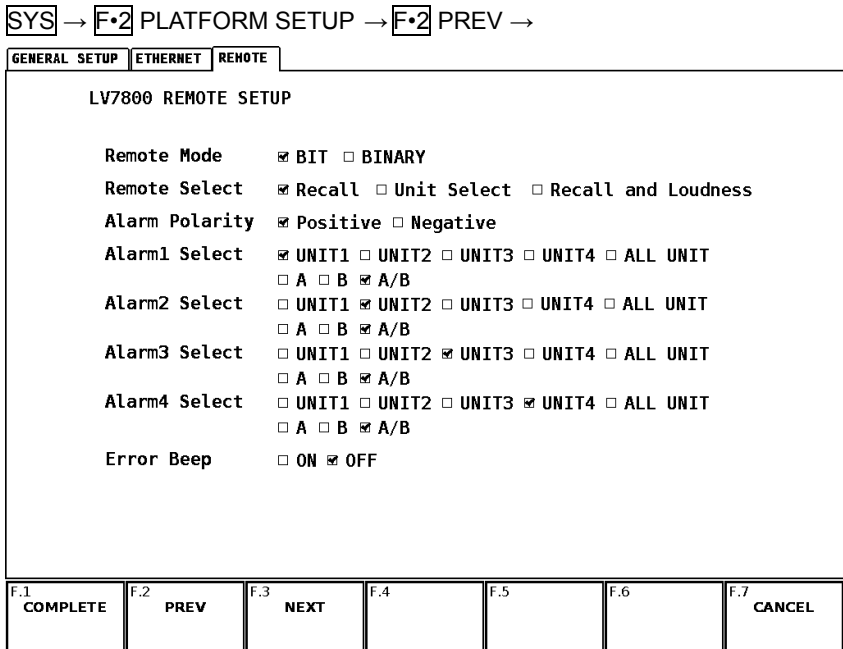 SYS → F•2 PLATFORM SETUP → F•2 PREV →
GENERAL SETUP ETHERNET REMOTE
LV7800 REMOTE SETUP
Remote Mode ☑ BIT ☐ BINARY
Remote Select ☑ Recall ☐ Unit Select ☐ Recall and Loudness
Alarm Polarity ☑ Positive ☐ Negative
Alarm1 Select ☑ UNIT1 ☐ UNIT2 ☐ UNIT3 ☐ UNIT4 ☐ ALL UNIT
☐ A ☐ B ☑ A/B
Alarm2 Select ☐ UNIT1 ☑ UNIT2 ☐ UNIT3 ☐ UNIT4 ☐ ALL UNIT
☐ A ☐ B ☑ A/B
Alarm3 Select ☐ UNIT1 ☐ UNIT2 ☑ UNIT3 ☐ UNIT4 ☐ ALL UNIT
☐ A ☐ B ☑ A/B
Alarm4 Select ☐ UNIT1 ☐ UNIT2 ☐ UNIT3 ☑ UNIT4 ☐ ALL UNIT
☐ A ☐ B ☑ A/B
Error Beep ☐ ON ☑ OFF
F.1 F.2 F.3 F.4 F.5 F.6 F.7
COMPLETE PREV NEXT CANCEL